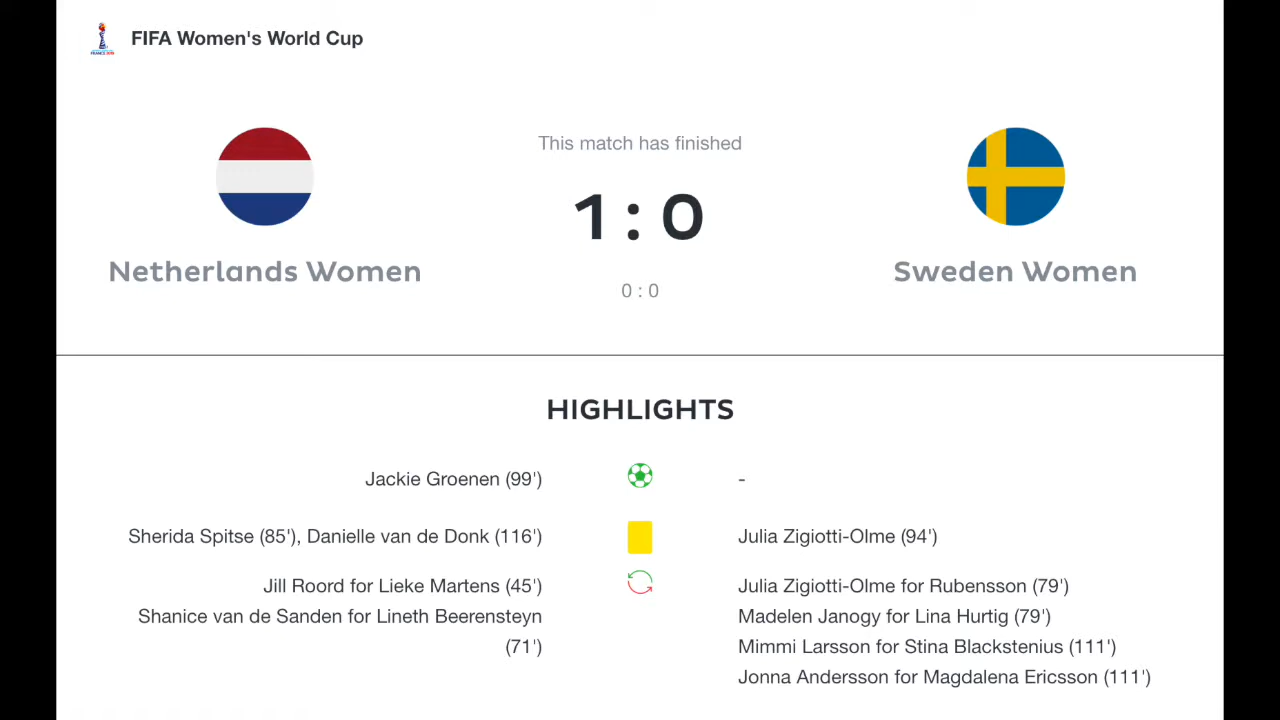 FIFA Women's World Cup
FRANCE 2019
This match has finished
1 : 0
Netherlands Women
Sweden Women
0 : 0
HIGHLIGHTS
Jackie Groenen (99')
-
Sherida Spitse (85'), Danielle van de Donk (116')
Julia Zigiotti-Olme (94')
Jill Roord for Lieke Martens (45')
Julia Zigiotti-Olme for Rubensson (79')
Shanice van de Sanden for Lineth Beerensteyn
Madelen Janogy for Lina Hurtig (79')
(71')
Mimmi Larsson for Stina Blackstenius (111')
Jonna Andersson for Magdalena Ericsson (111')